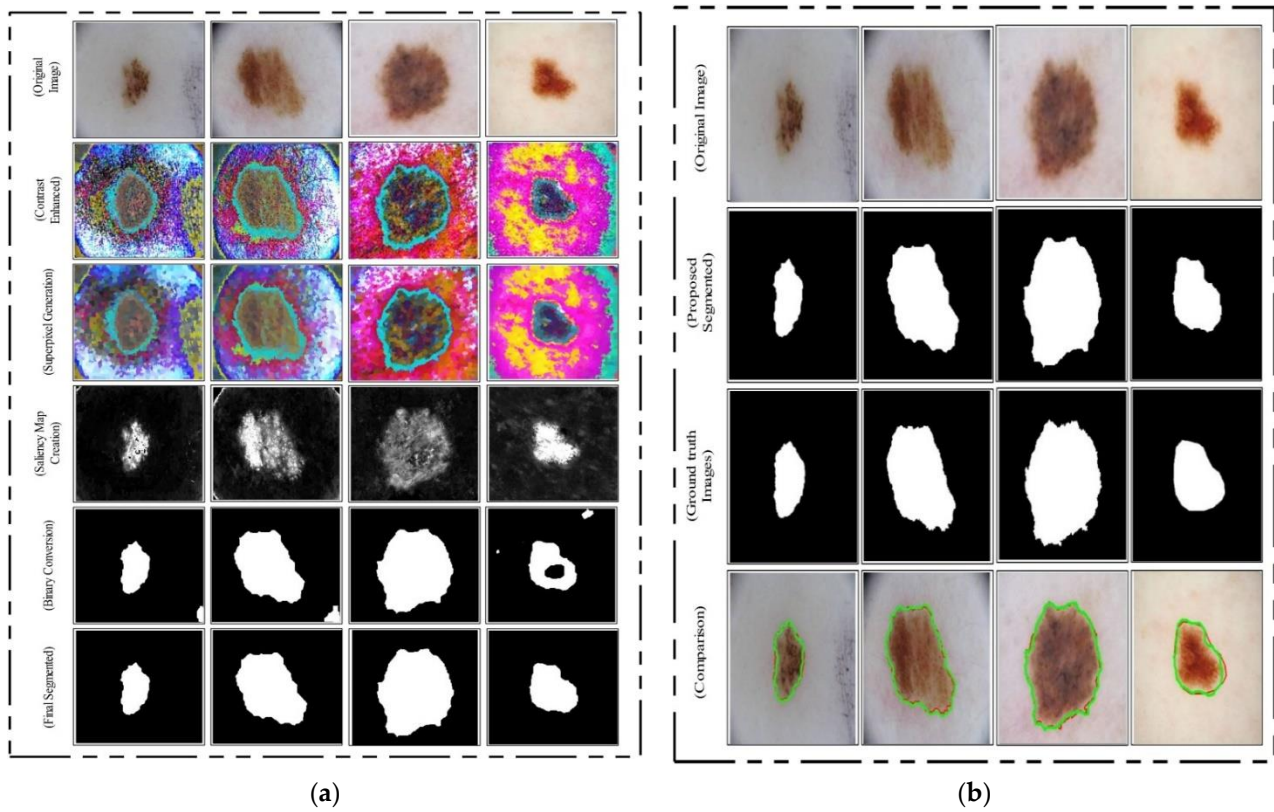 (Original
Image)
(Contrast
Enhanced)
(Superpixel Generation)
(Saliency Map
Creation)
(Binary Conversion)
(Final Segmented)
(a)
(Original Image)
(Proposed
Segmented)
(Ground truth
Images)
(Comparison)
(b)